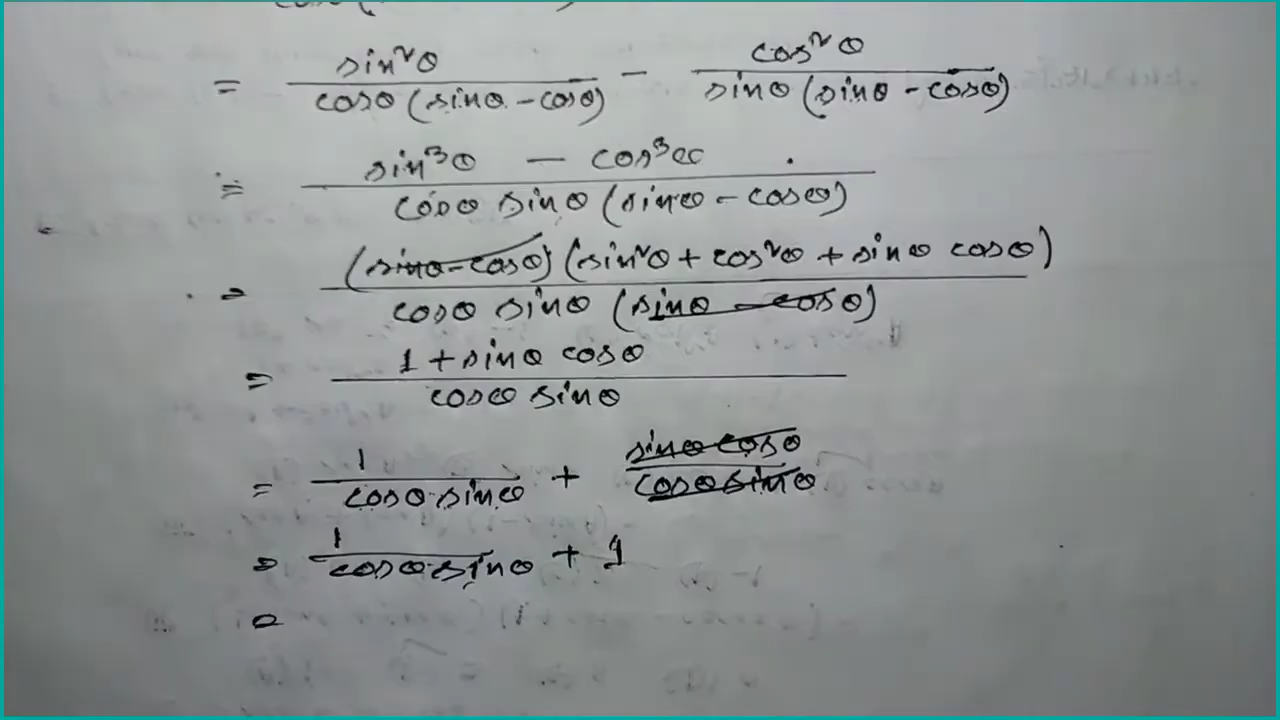 = sin²θ / cosθ (sinθ - cosθ) - cos²θ / sinθ (sinθ - cosθ)
= sin³θ - cos³θ / cosθ sinθ (sinθ - cosθ)
= (sinθ - cosθ) (sin²θ + cos²θ + sinθ cosθ) / cosθ sinθ (sinθ - cosθ)
= 1 + sinθ cosθ / cosθ sinθ
= 1 / cosθ·sinθ + sinθ cosθ / cosθ sinθ
= 1 / cosθ·sinθ + 1
=